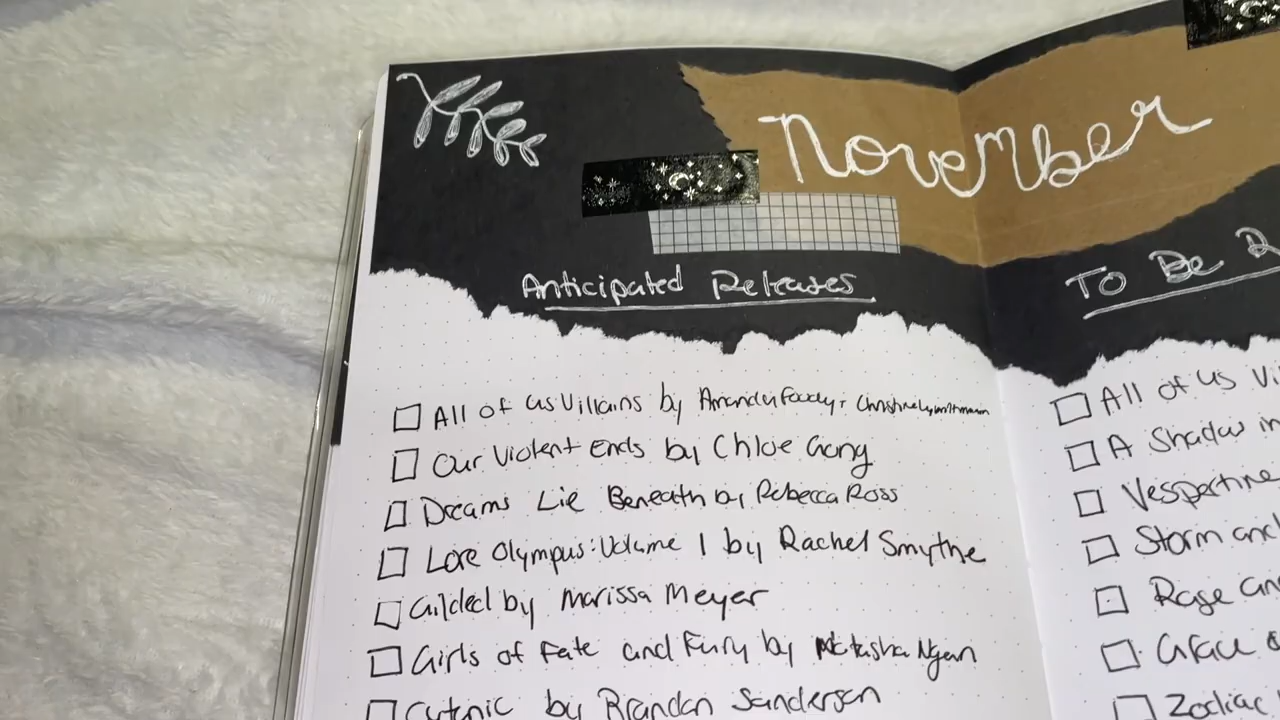 November
Anticipated Releases
All of Us Villains by Amanda Foody + Christine Lynn Herman
Our Violent Ends by Chloe Gong
Dreams Lie Beneath by Rebecca Ross
Lore Olympus: Volume 1 by Rachel Smythe
Gilded by Marissa Meyer
Girls of Fate and Fury by Natasha Ngan
Cytonic by Brandon Sanderson
To Be R
All of Us Vi
A Shadow in
Vespertine
Storm and
Rage and
Grace
Zodiac